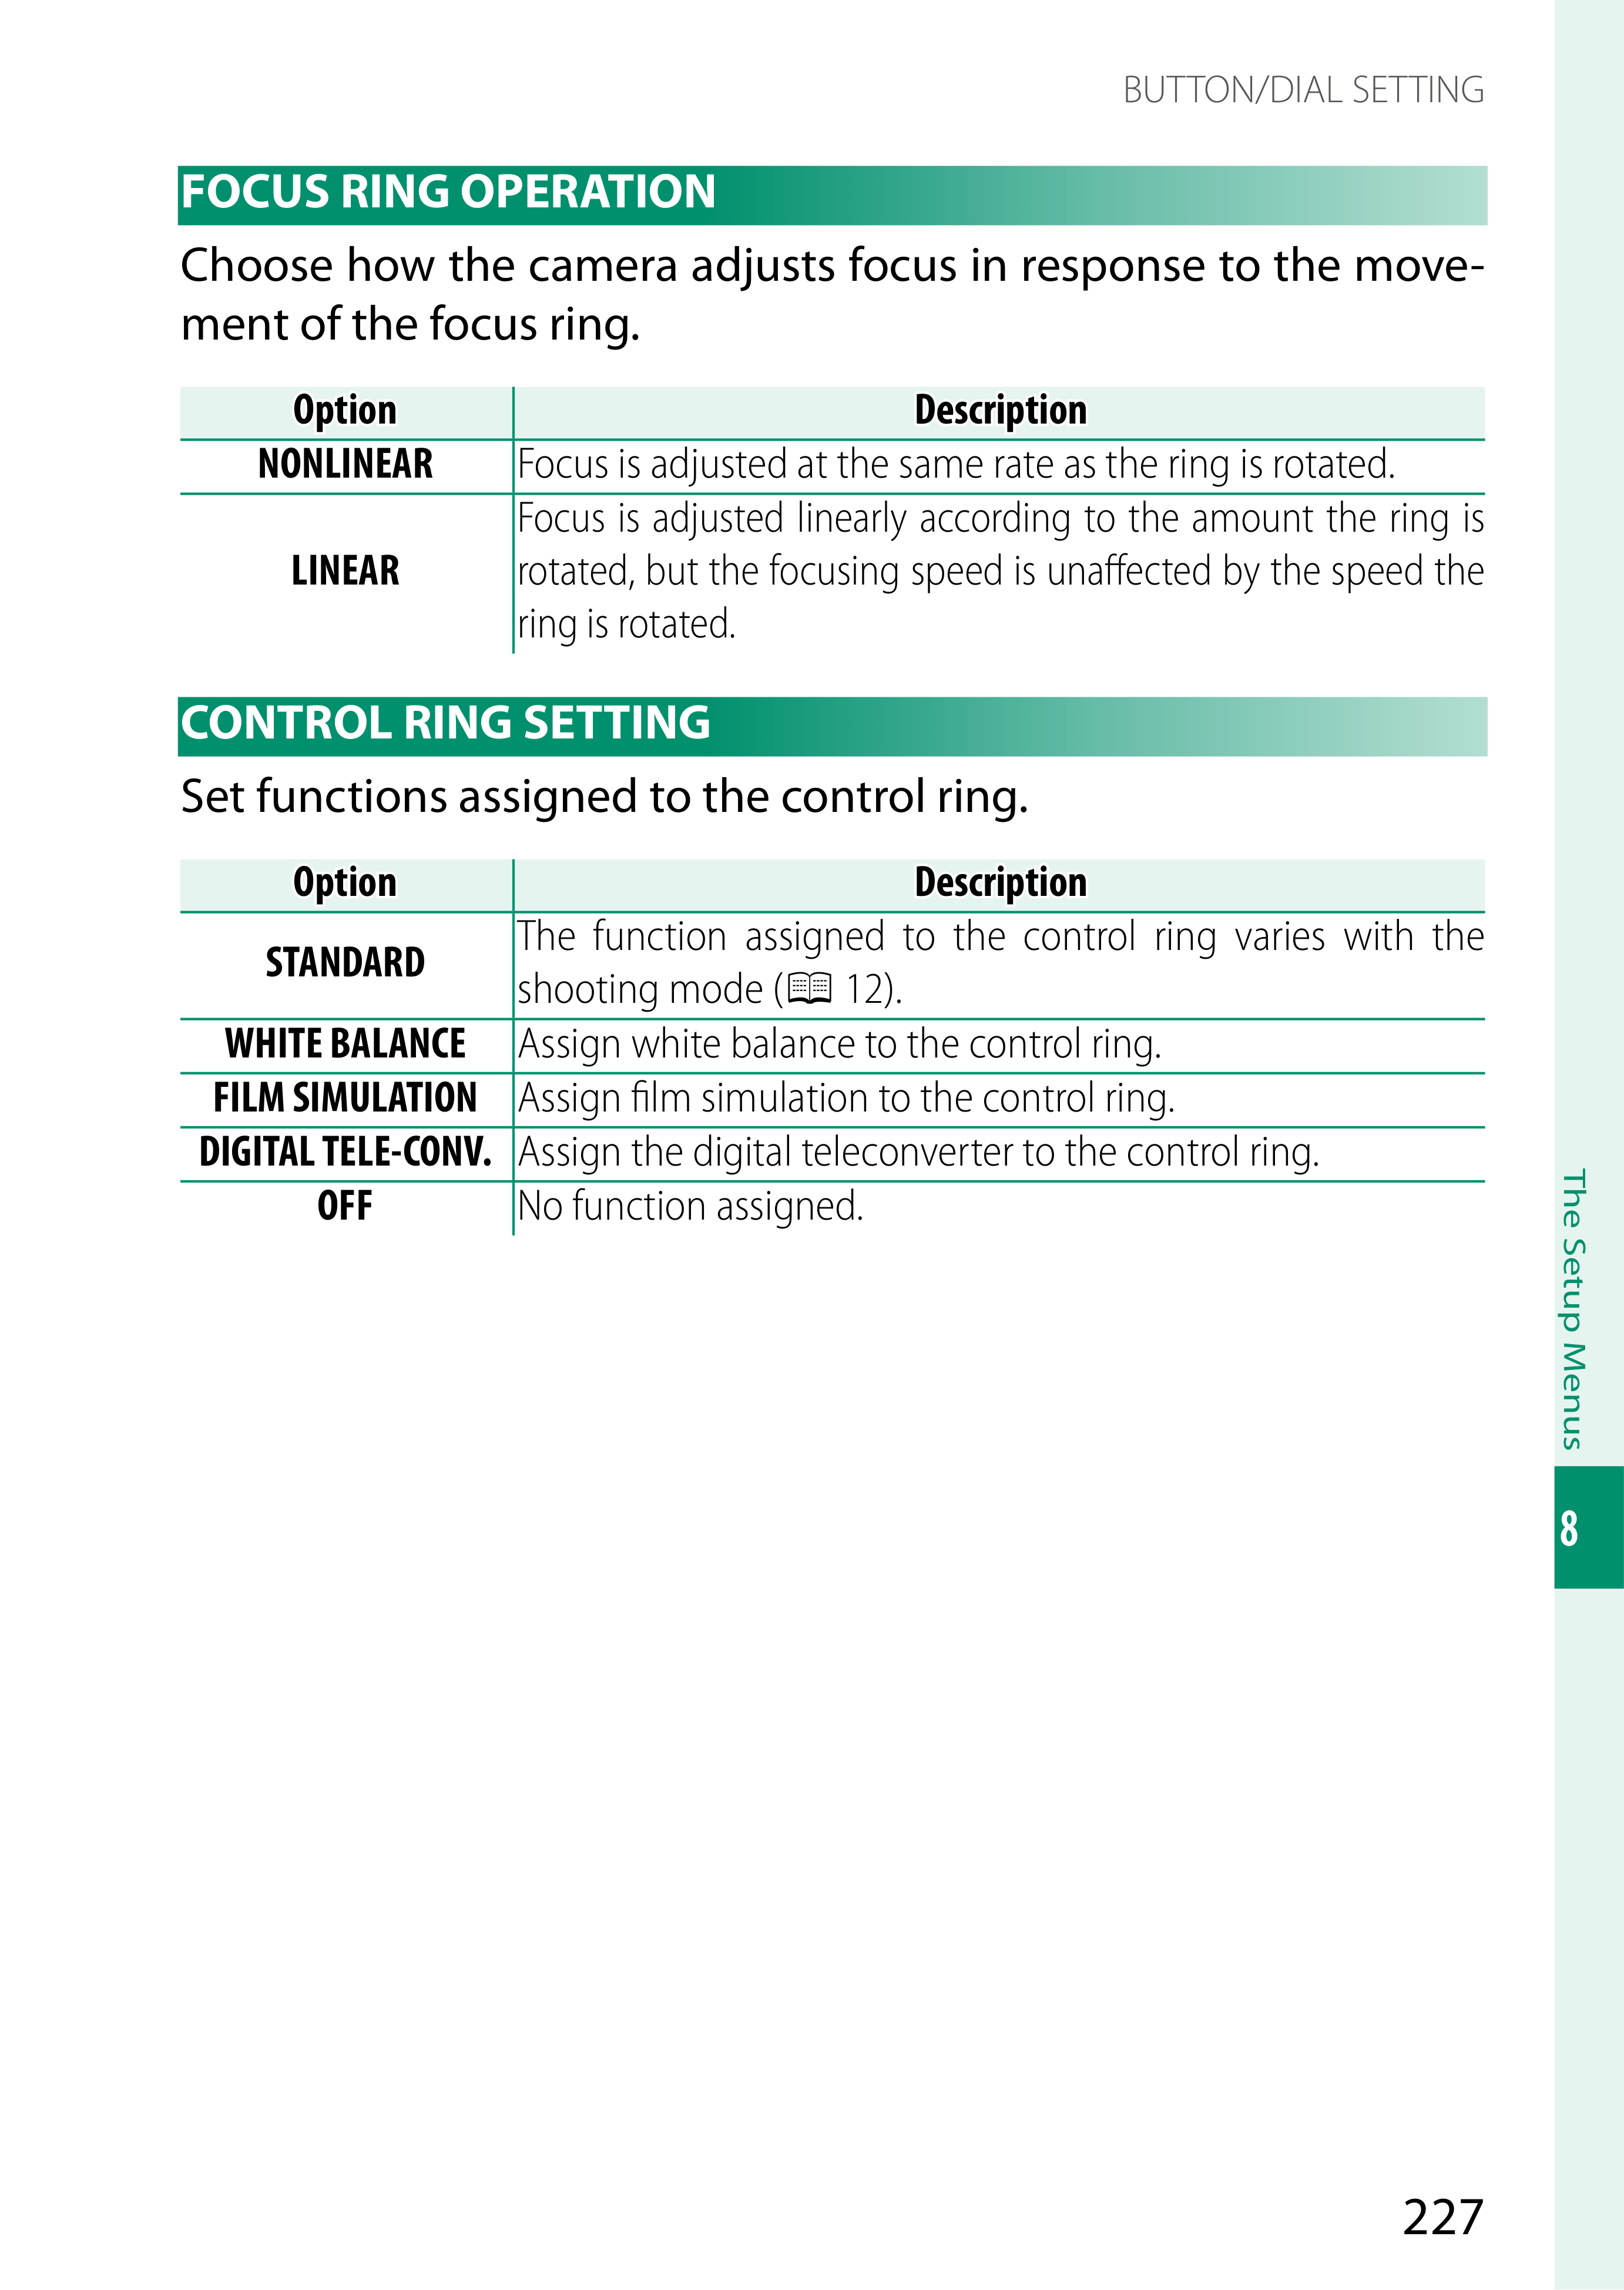 BUTTON/DIAL SETTING
FOCUS RING OPERATION
Choose how the camera adjusts focus in response to the move-
ment of the focus ring.
Option Description
NONLINEAR Focus is adjusted at the same rate as the ring is rotated.
LINEAR Focus is adjusted linearly according to the amount the ring is
rotated, but the focusing speed is unaffected by the speed the
ring is rotated.
CONTROL RING SETTING
Set functions assigned to the control ring.
Option Description
STANDARD The function assigned to the control ring varies with the
shooting mode (📖 12).
WHITE BALANCE Assign white balance to the control ring.
FILM SIMULATION Assign film simulation to the control ring.
DIGITAL TELE-CONV. Assign the digital teleconverter to the control ring.
OFF No function assigned.
The Setup Menus
8
227